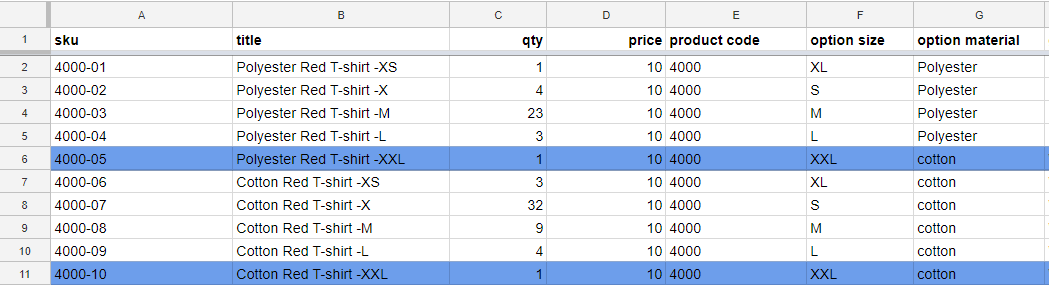 A B C D E F G
1 sku title qty price product code option size option material
2 4000-01 Polyester Red T-shirt -XS 1 10 4000 XL Polyester
3 4000-02 Polyester Red T-shirt -X 4 10 4000 S Polyester
4 4000-03 Polyester Red T-shirt -M 23 10 4000 M Polyester
5 4000-04 Polyester Red T-shirt -L 3 10 4000 L Polyester
6 4000-05 Polyester Red T-shirt -XXL 1 10 4000 XXL cotton
7 4000-06 Cotton Red T-shirt -XS 3 10 4000 XL cotton
8 4000-07 Cotton Red T-shirt -X 32 10 4000 S cotton
9 4000-08 Cotton Red T-shirt -M 9 10 4000 M cotton
10 4000-09 Cotton Red T-shirt -L 4 10 4000 L cotton
11 4000-10 Cotton Red T-shirt -XXL 1 10 4000 XXL cotton